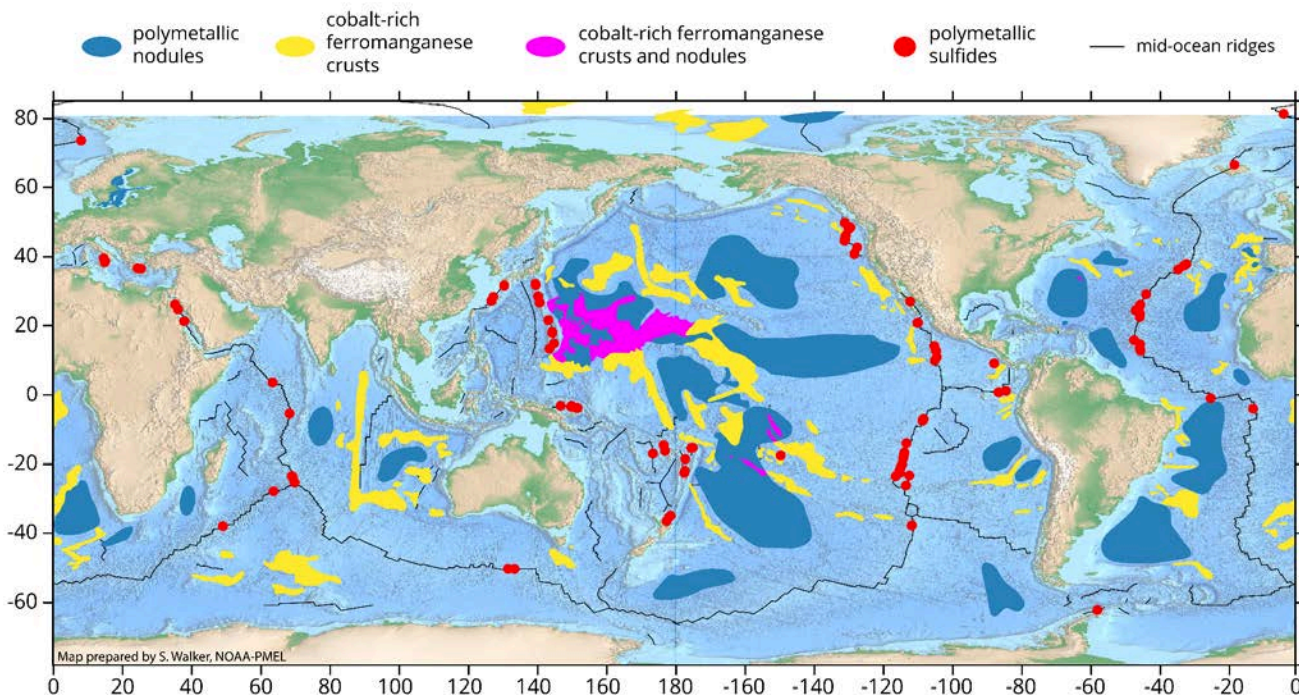 polymetallic
nodules
cobalt-rich
ferromanganese
crusts
cobalt-rich ferromanganese
crusts and nodules
polymetallic
sulfides
mid-ocean ridges
80
60
40
20
0
-20
-40
-60
Map prepared by S. Walker, NOAA-PMEL
0 20 40 60 80 100 120 140 160 180 -160 -140 -120 -100 -80 -60 -40 -20 0